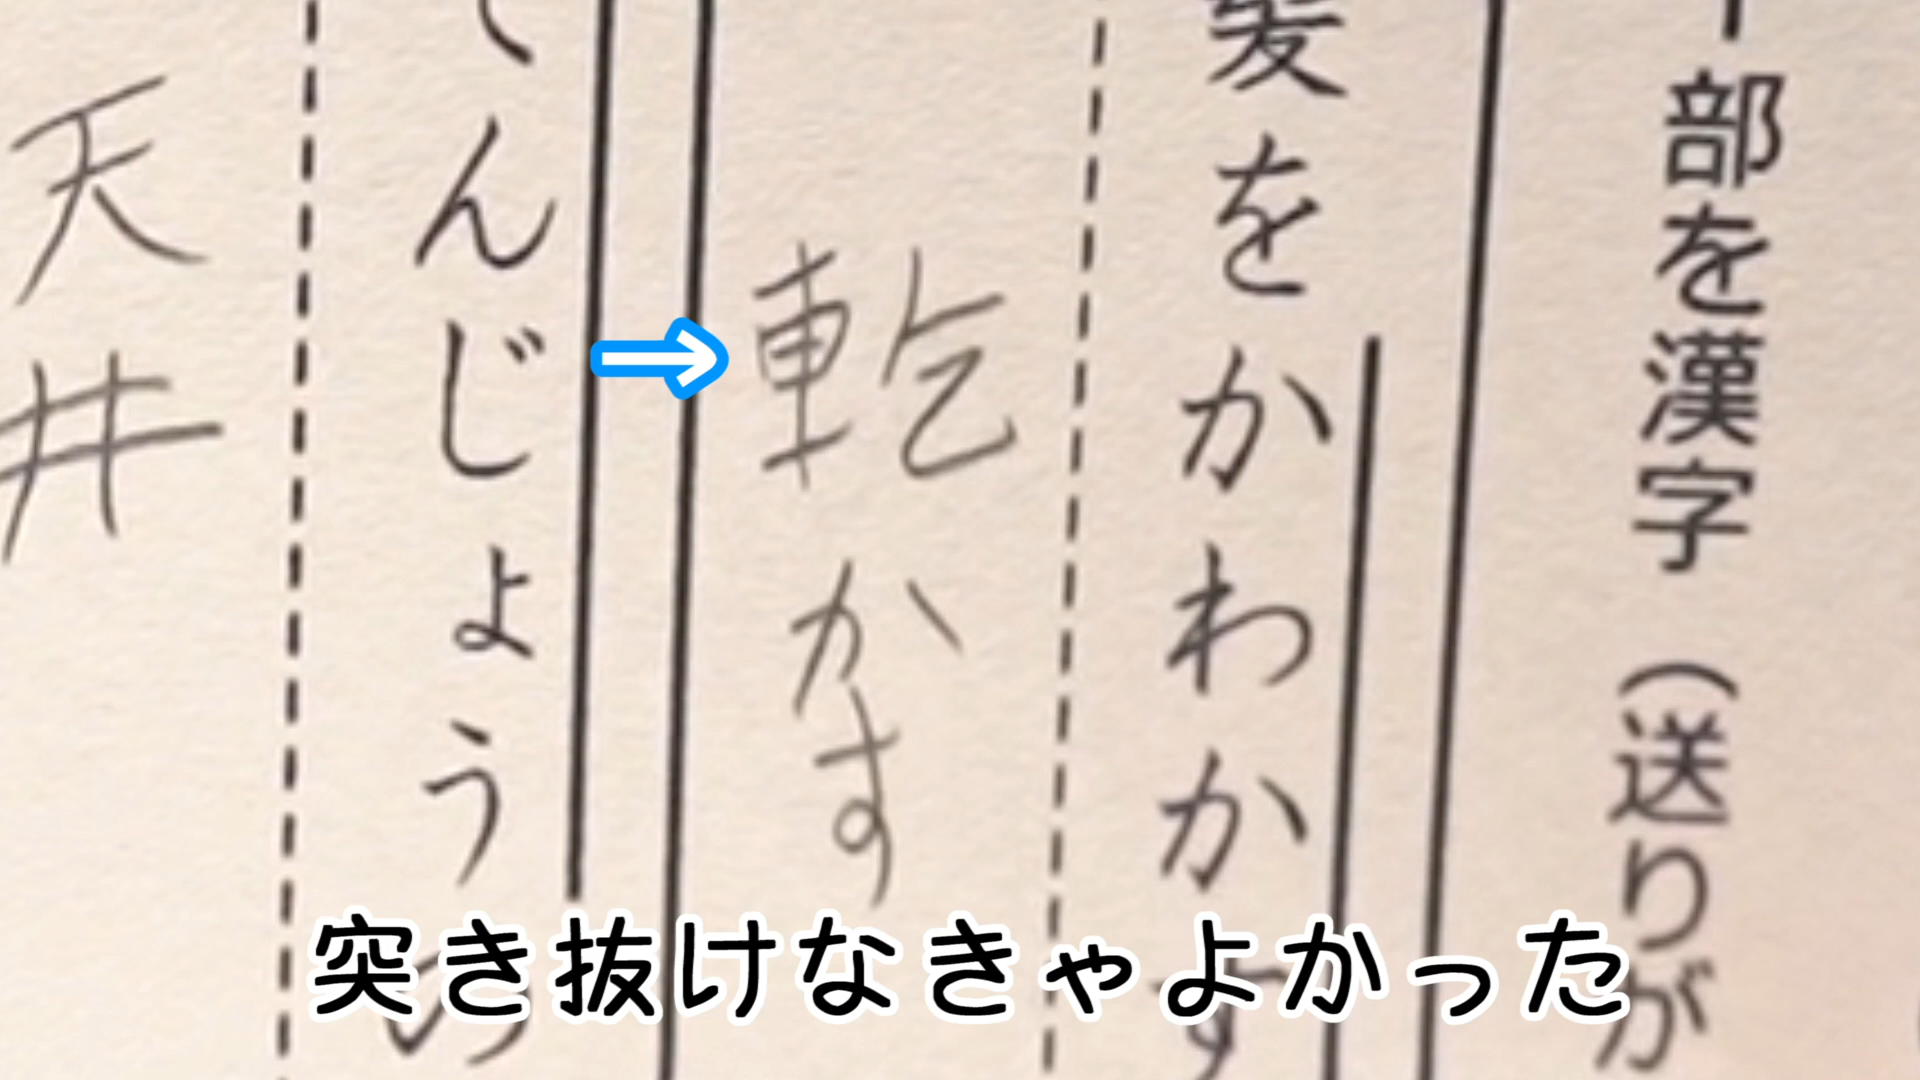 部を漢字（送りが
髪をかわかす
乾かす
てんじょうの
天井
突き抜けなきゃよかった